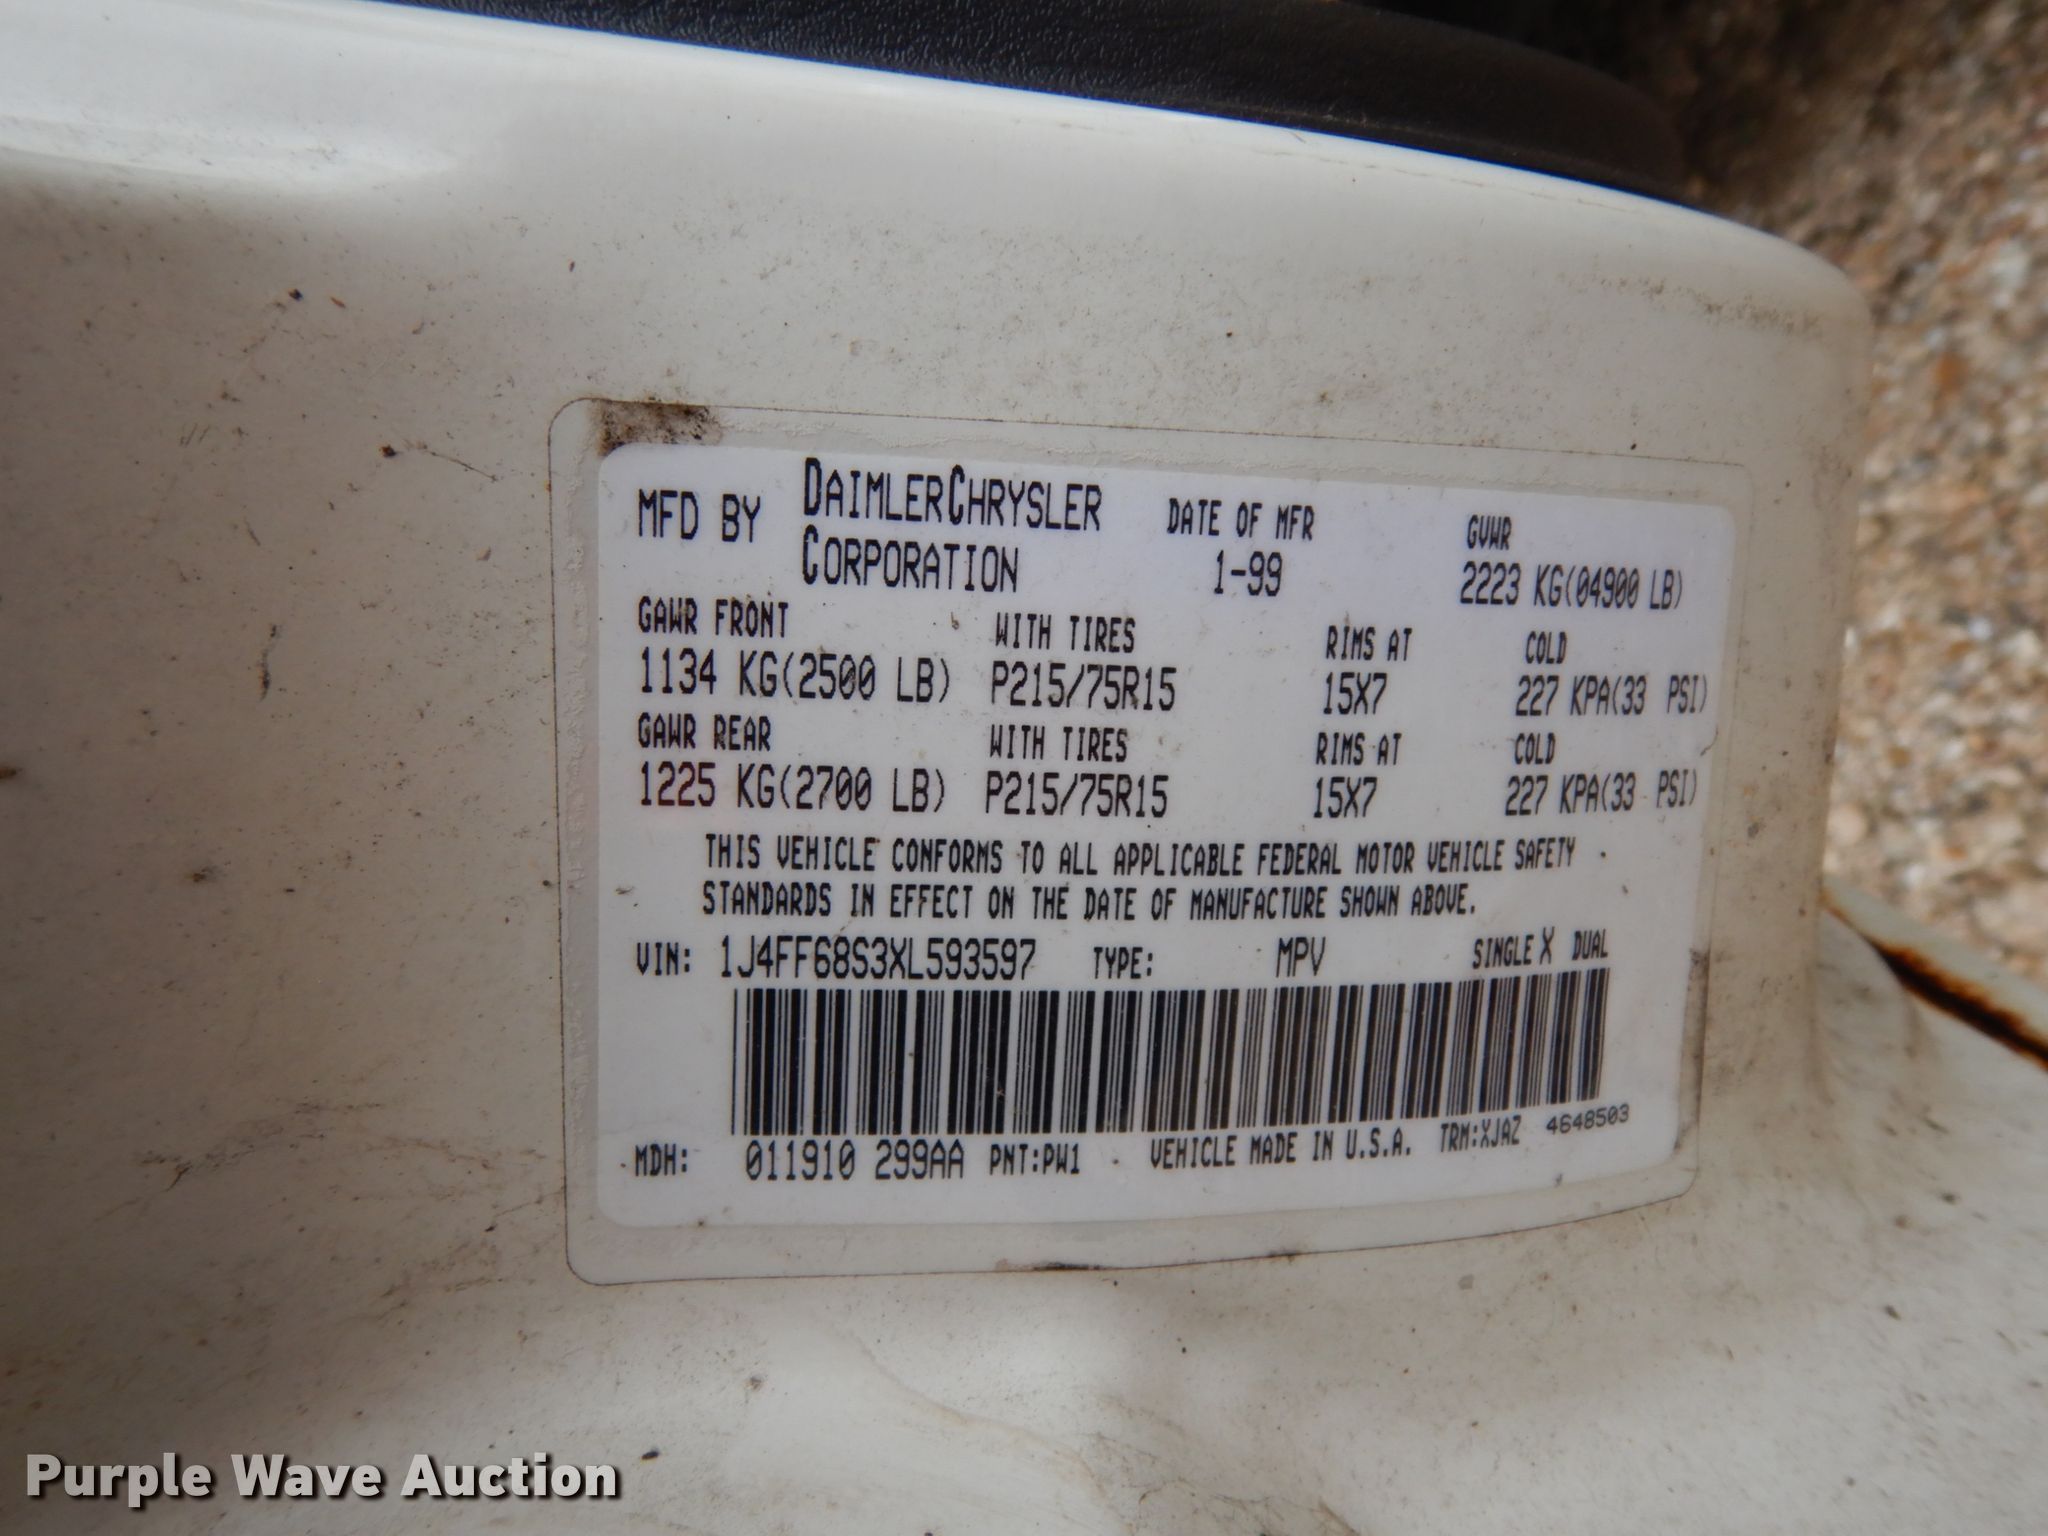 MFD BY DAIMLERCHRYSLER CORPORATION DATE OF MFR 1-99 GVWR 2223 KG(04900 LB)
GAWR FRONT WITH TIRES RIMS AT COLD
1134 KG(2500 LB) P215/75R15 15X7 227 KPA(33 PSI)
GAWR REAR WITH TIRES RIMS AT COLD
1225 KG(2700 LB) P215/75R15 15X7 227 KPA(33 PSI)
THIS VEHICLE CONFORMS TO ALL APPLICABLE FEDERAL MOTOR VEHICLE SAFETY
STANDARDS IN EFFECT ON THE DATE OF MANUFACTURE SHOWN ABOVE.
VIN: 1J4FF68S3XL593597 TYPE: MPV SINGLE X DUAL
MDH: 011910 299AA PNT:PW1 VEHICLE MADE IN U.S.A. TRM:XJAZ 4648503
Purple Wave Auction